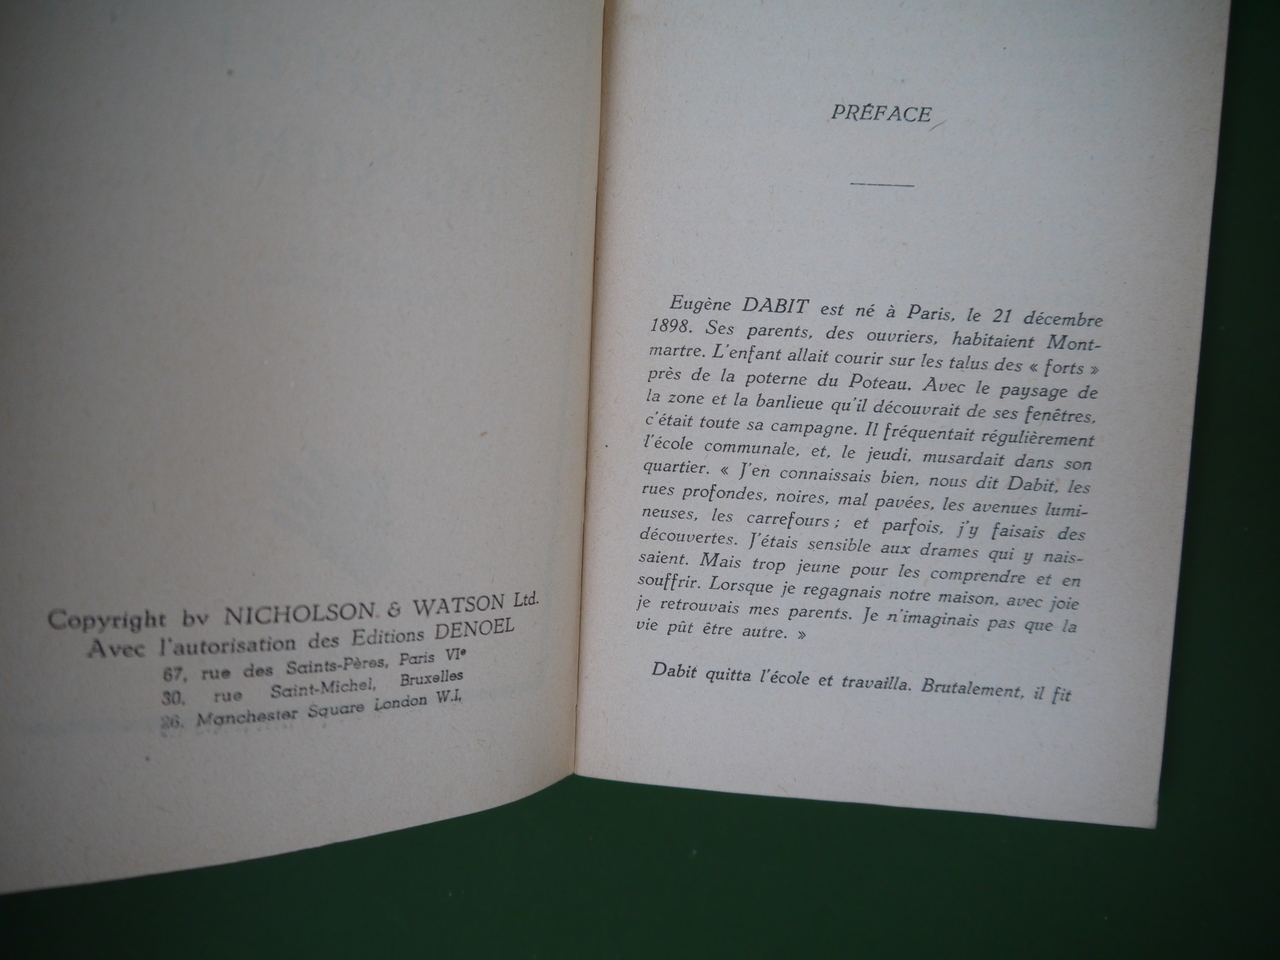 Copyright by NICHOLSON & WATSON Ltd.
Avec l'autorisation des Editions DENOEL
67, rue des Saints-Pères, Paris VIe
30, rue Saint-Michel, Bruxelles
26, Manchester Square London W.I.
PRÉFACE
Eugène DABIT est né à Paris, le 21 décembre
1898. Ses parents, des ouvriers, habitaient Mont-
martre. L'enfant allait courir sur les talus des « forts »
près de la poterne du Poteau. Avec le paysage de
la zone et la banlieue qu'il découvrait de ses fenêtres,
c'était toute sa campagne. Il fréquentait régulièrement
l'école communale, et, le jeudi, musardait dans son
quartier. « J'en connaissais bien, nous dit Dabit, les
rues profondes, noires, mal pavées, les avenues lumi-
neuses, les carrefours ; et parfois, j'y faisais des
découvertes. J'étais sensible aux drames qui y nais-
saient. Mais trop jeune pour les comprendre et en
souffrir. Lorsque je regagnais notre maison, avec joie
je retrouvais mes parents. Je n'imaginais pas que la
vie pût être autre. »
Dabit quitta l'école et travailla. Brutalement, il fit